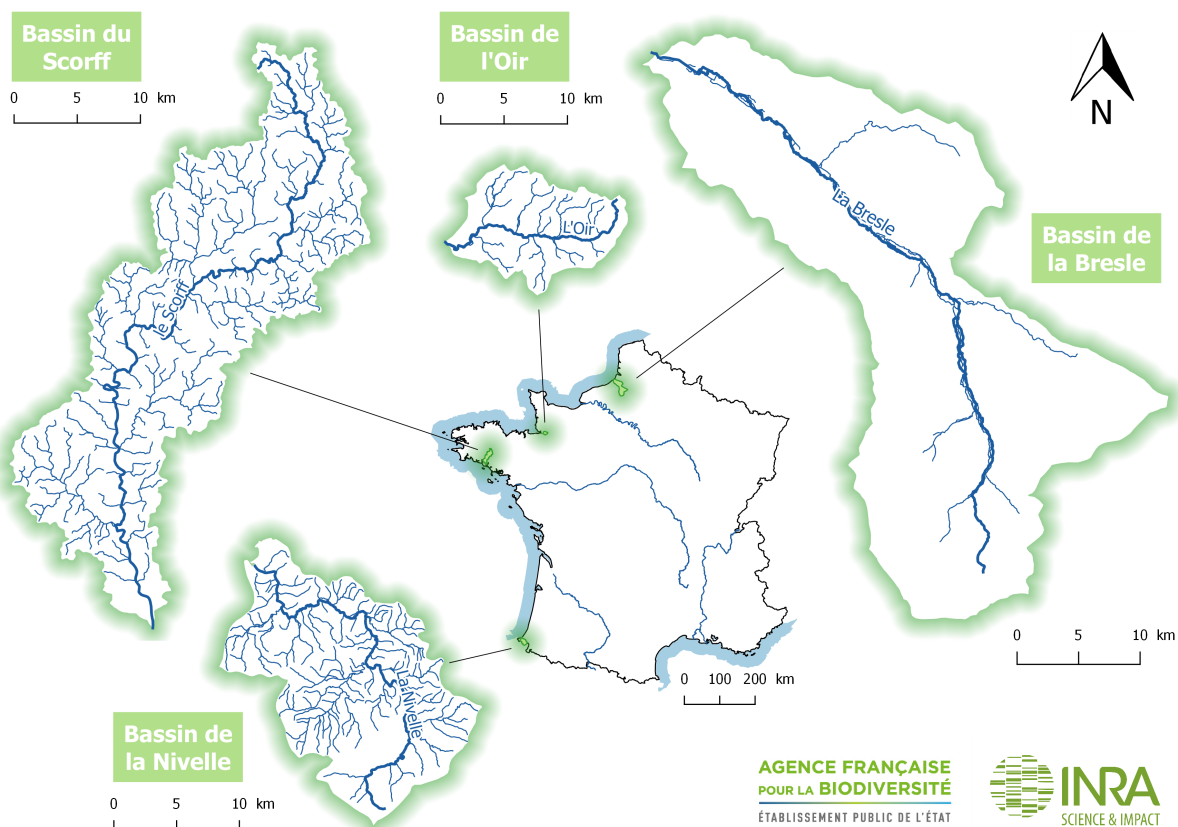 Bassin du
Scorff
0 5 10 km
Bassin de
l'Oir
0 5 10 km
N
La Bresle
Bassin de
la Bresle
L'Oir
Le Scorff
0 5 10 km
0 100 200 km
La Nivelle
Bassin de
la Nivelle
0 5 10 km
AGENCE FRANÇAISE
POUR LA BIODIVERSITÉ
ÉTABLISSEMENT PUBLIC DE L'ÉTAT
INRA
SCIENCE & IMPACT